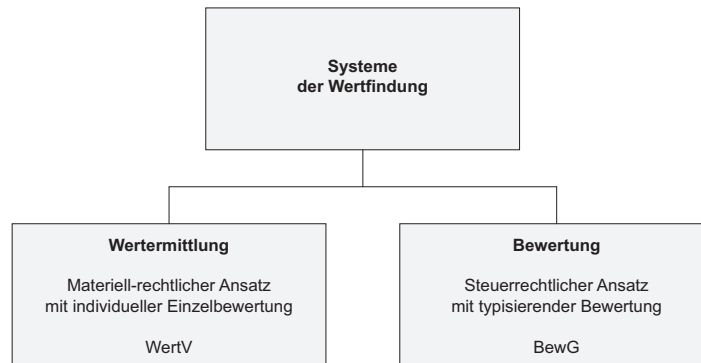 Systeme
der Wertfindung
Wertermittlung
Materiell-rechtlicher Ansatz
mit individueller Einzelbewertung
WertV
Bewertung
Steuerrechtlicher Ansatz
mit typisierender Bewertung
BewG